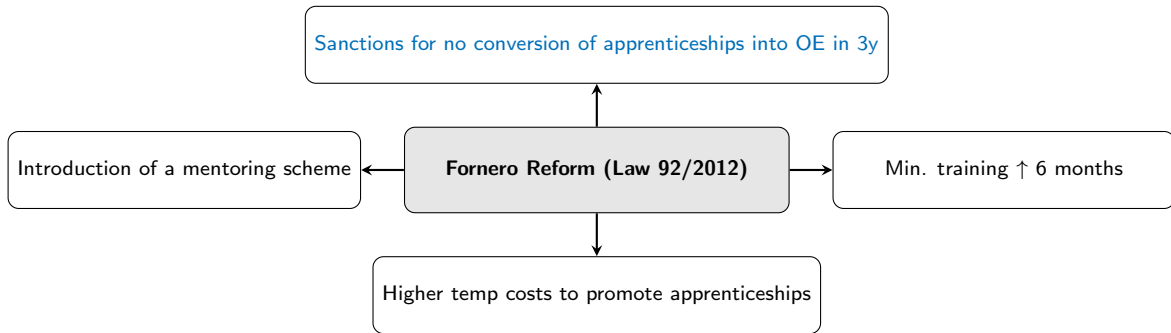 Sanctions for no conversion of apprenticeships into OE in 3y
Introduction of a mentoring scheme
Fornero Reform (Law 92/2012)
Min. training ↑ 6 months
Higher temp costs to promote apprenticeships